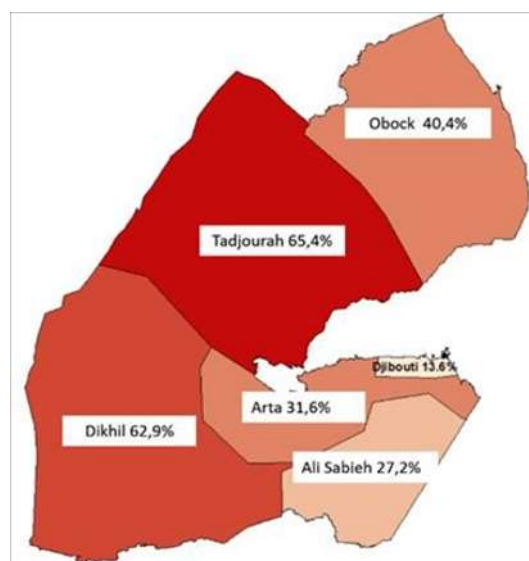 Obock 40,4%
Tadjourah 65,4%
Djibouti 13.6%
Arta 31,6%
Dikhil 62,9%
Ali Sabieh 27,2%